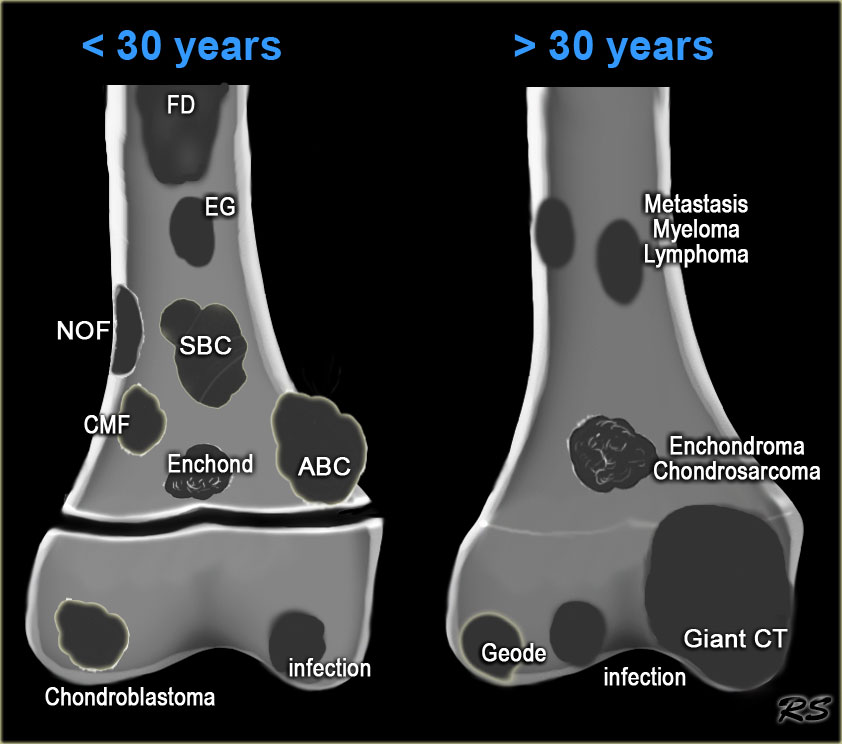 < 30 years
> 30 years
FD
EG
NOF
SBC
CMF
Enchond
ABC
Chondroblastoma
infection
Metastasis
Myeloma
Lymphoma
Enchondroma
Chondrosarcoma
Geode
Giant CT
infection
RS